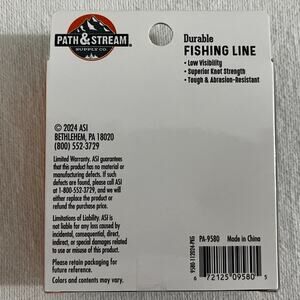 PATH & STREAM
SUPPLY CO.
Durable
FISHING LINE
• Low Visibility
• Superior Knot Strength
• Tough & Abrasion-Resistant
© 2024 ASI
BETHLEHEM, PA 18020
(800) 552-3729
Limited Warranty. ASI guarantees
that this product has no material or
manufacturing defects. If such
defects are found, please call ASI
at 1-800-552-3729, and we will
either replace the product or
refund the purchase price.
Limitations of Liability. ASI is not
liable for any loss caused by
incidental, consequential, direct,
indirect, or special damages related
to use or misuse of this product.
Please retain packaging for
future reference.
Colors and contents may vary.
PA-9580 Made in China
9580-112024-PKG
6 72125 09580 5